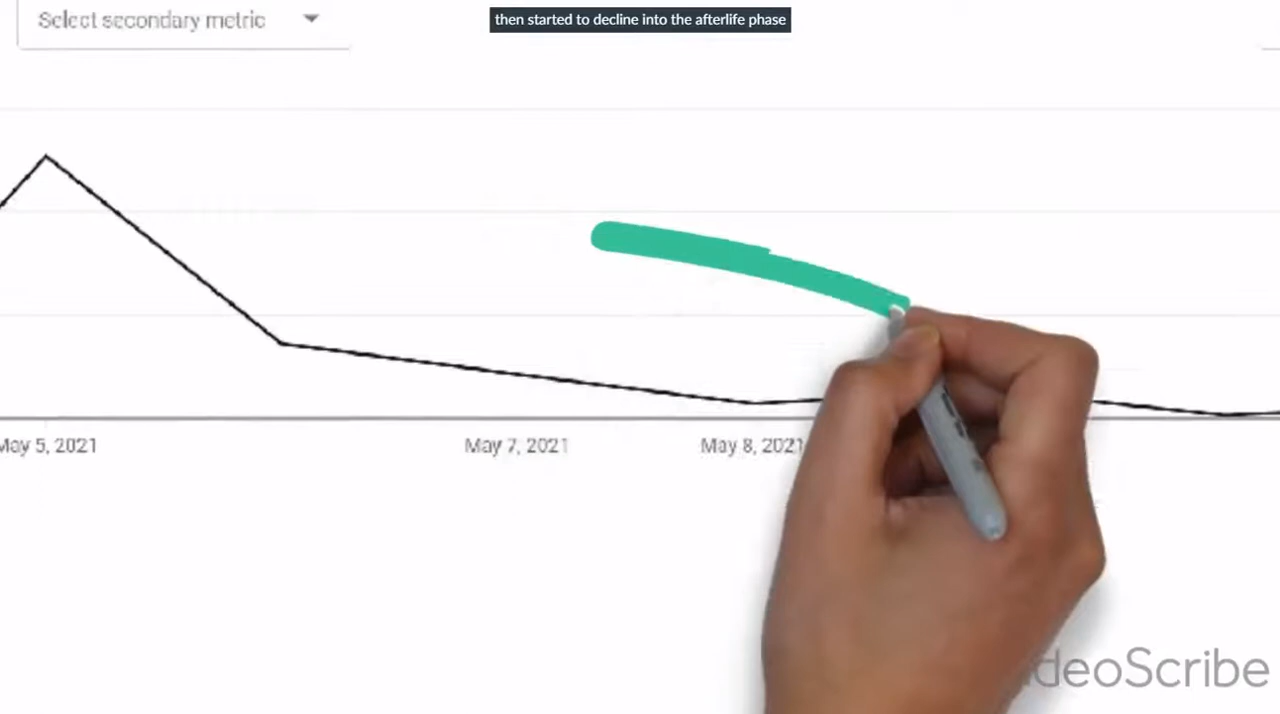 then started to decline into the afterlife phase
Select secondary metric
May 5, 2021
May 7, 2021
May 8, 2021
deoScribe